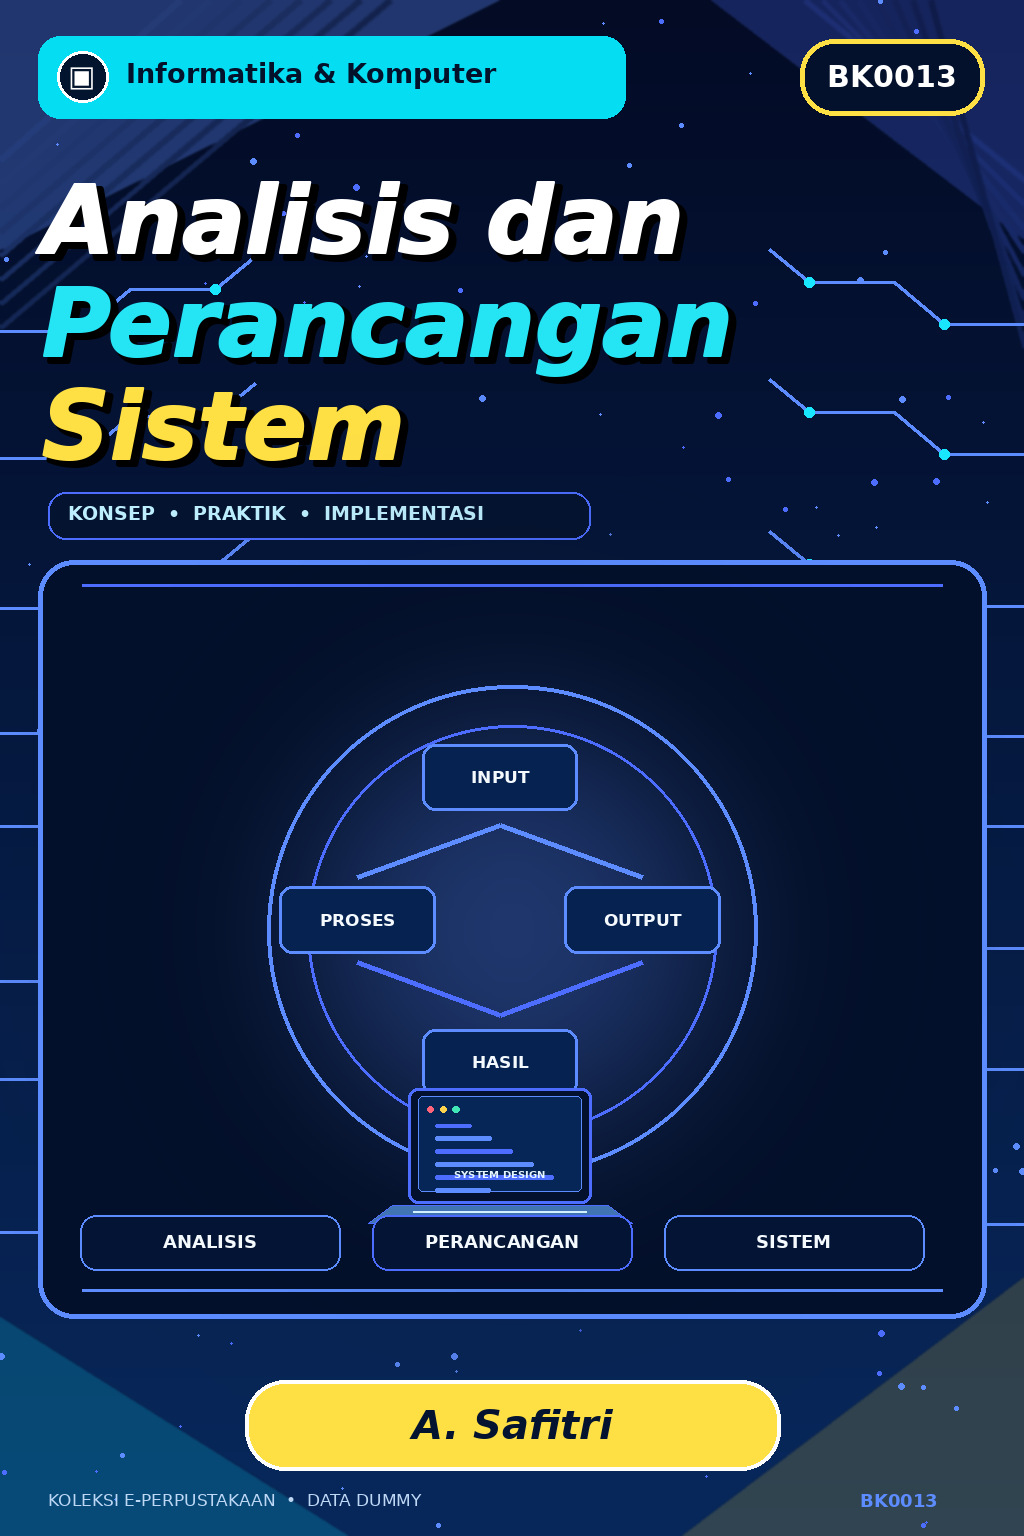 Informatika & Komputer
BK0013
Analisis dan
Perancangan
Sistem
KONSEP • PRAKTIK • IMPLEMENTASI
INPUT
PROSES
OUTPUT
HASIL
SYSTEM DESIGN
ANALISIS
PERANCANGAN
SISTEM
A. Safitri
KOLEKSI E-PERPUSTAKAAN • DATA DUMMY
BK0013